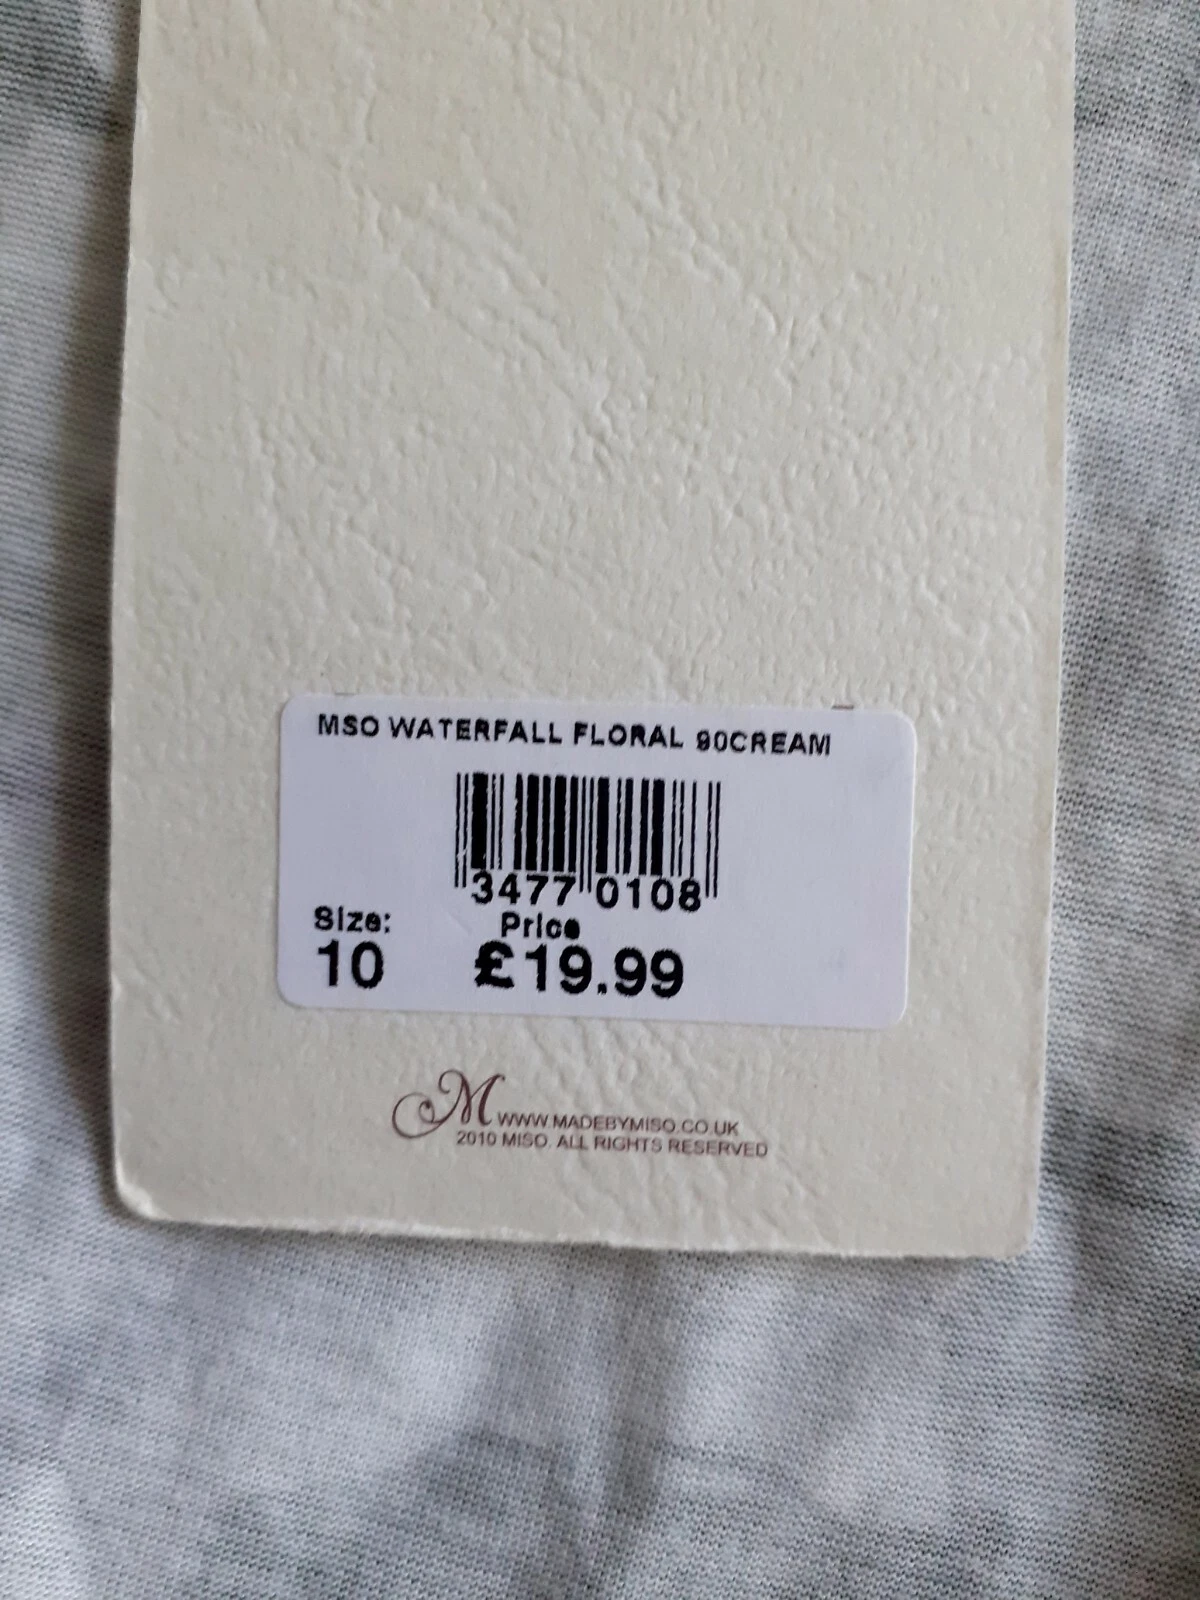 MSO WATERFALL FLORAL 90CREAM
3477 0108
Size: Price
10 £19.99
M WWW.MADEBYMISO.CO.UK
2010 MISO. ALL RIGHTS RESERVED